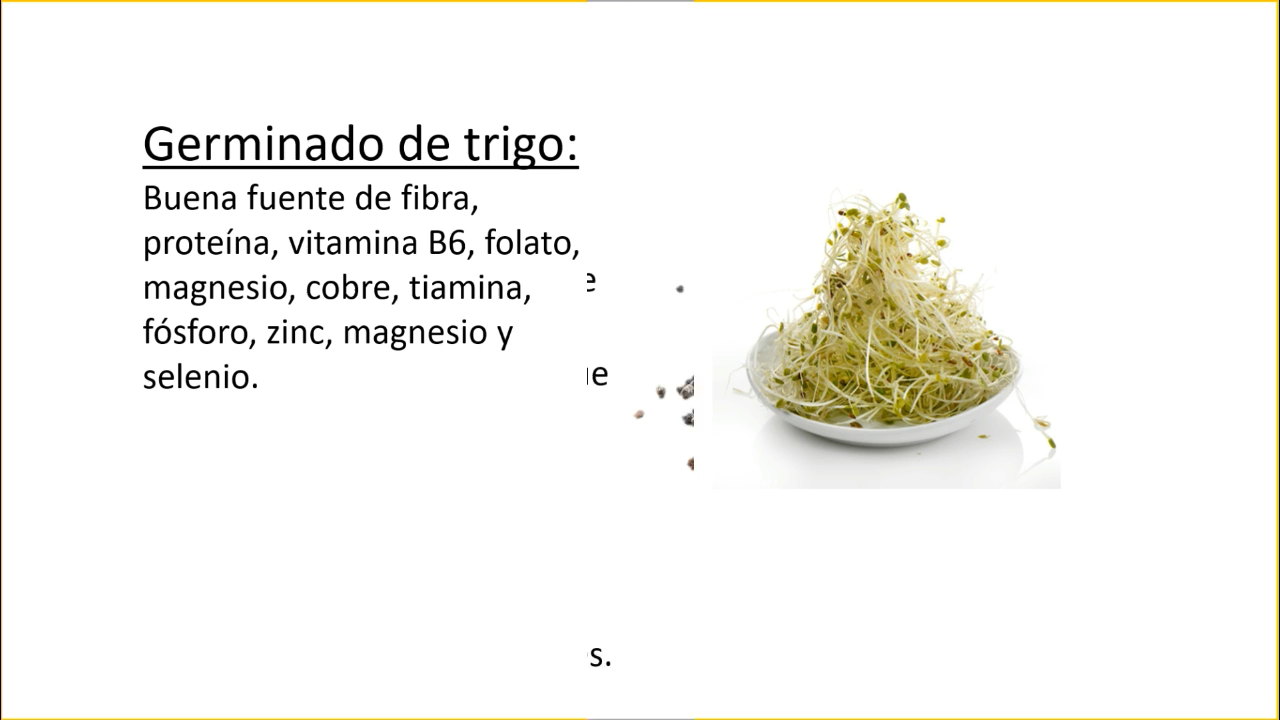 Germinado de trigo:
Buena fuente de fibra,
proteína, vitamina B6, folato,
magnesio, cobre, tiamina,
fósforo, zinc, magnesio y
selenio.